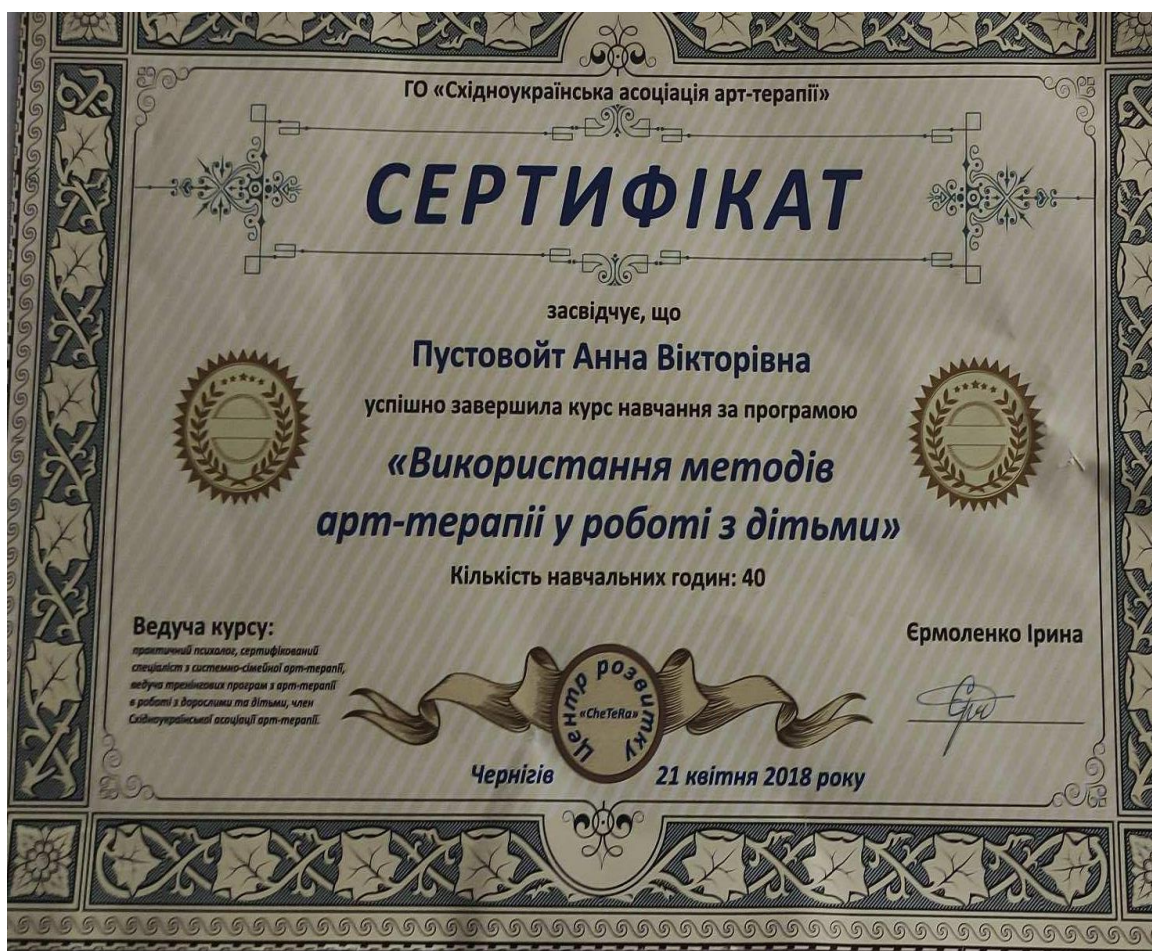 ГО «Східноукраїнська асоціація арт-терапії»
СЕРТИФІКАТ
засвідчує, що
Пустовойт Анна Вікторівна
успішно завершила курс навчання за програмою
«Використання методів
арт-терапії у роботі з дітьми»
Кількість навчальних годин: 40
Ведуча курсу:
практичний психолог, сертифікований
спеціаліст з системно-сімейної арт-терапії,
ведуча тренінгових програм з арт-терапії
в роботі з дорослими та дітьми, член
Східноукраїнської асоціації арт-терапії.
Єрмоленко Ірина
Центр розвитку
«CheTeRa»
Чернігів
21 квітня 2018 року